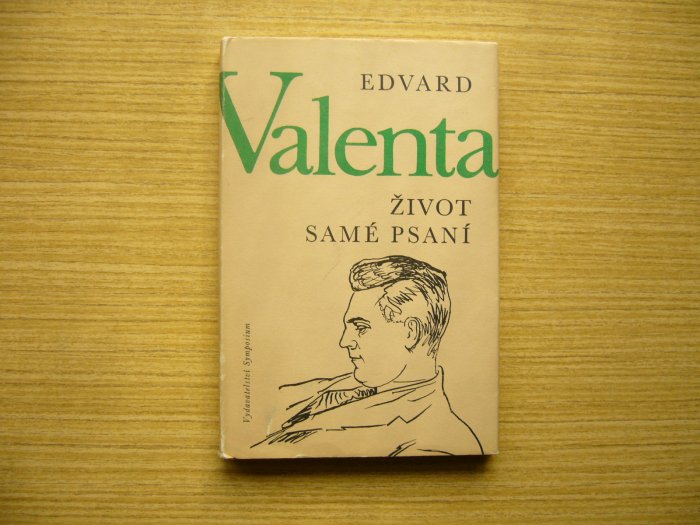 EDVARD
Valenta
ŽIVOT
SAMÉ PSANÍ
Vydavatelství Symposium